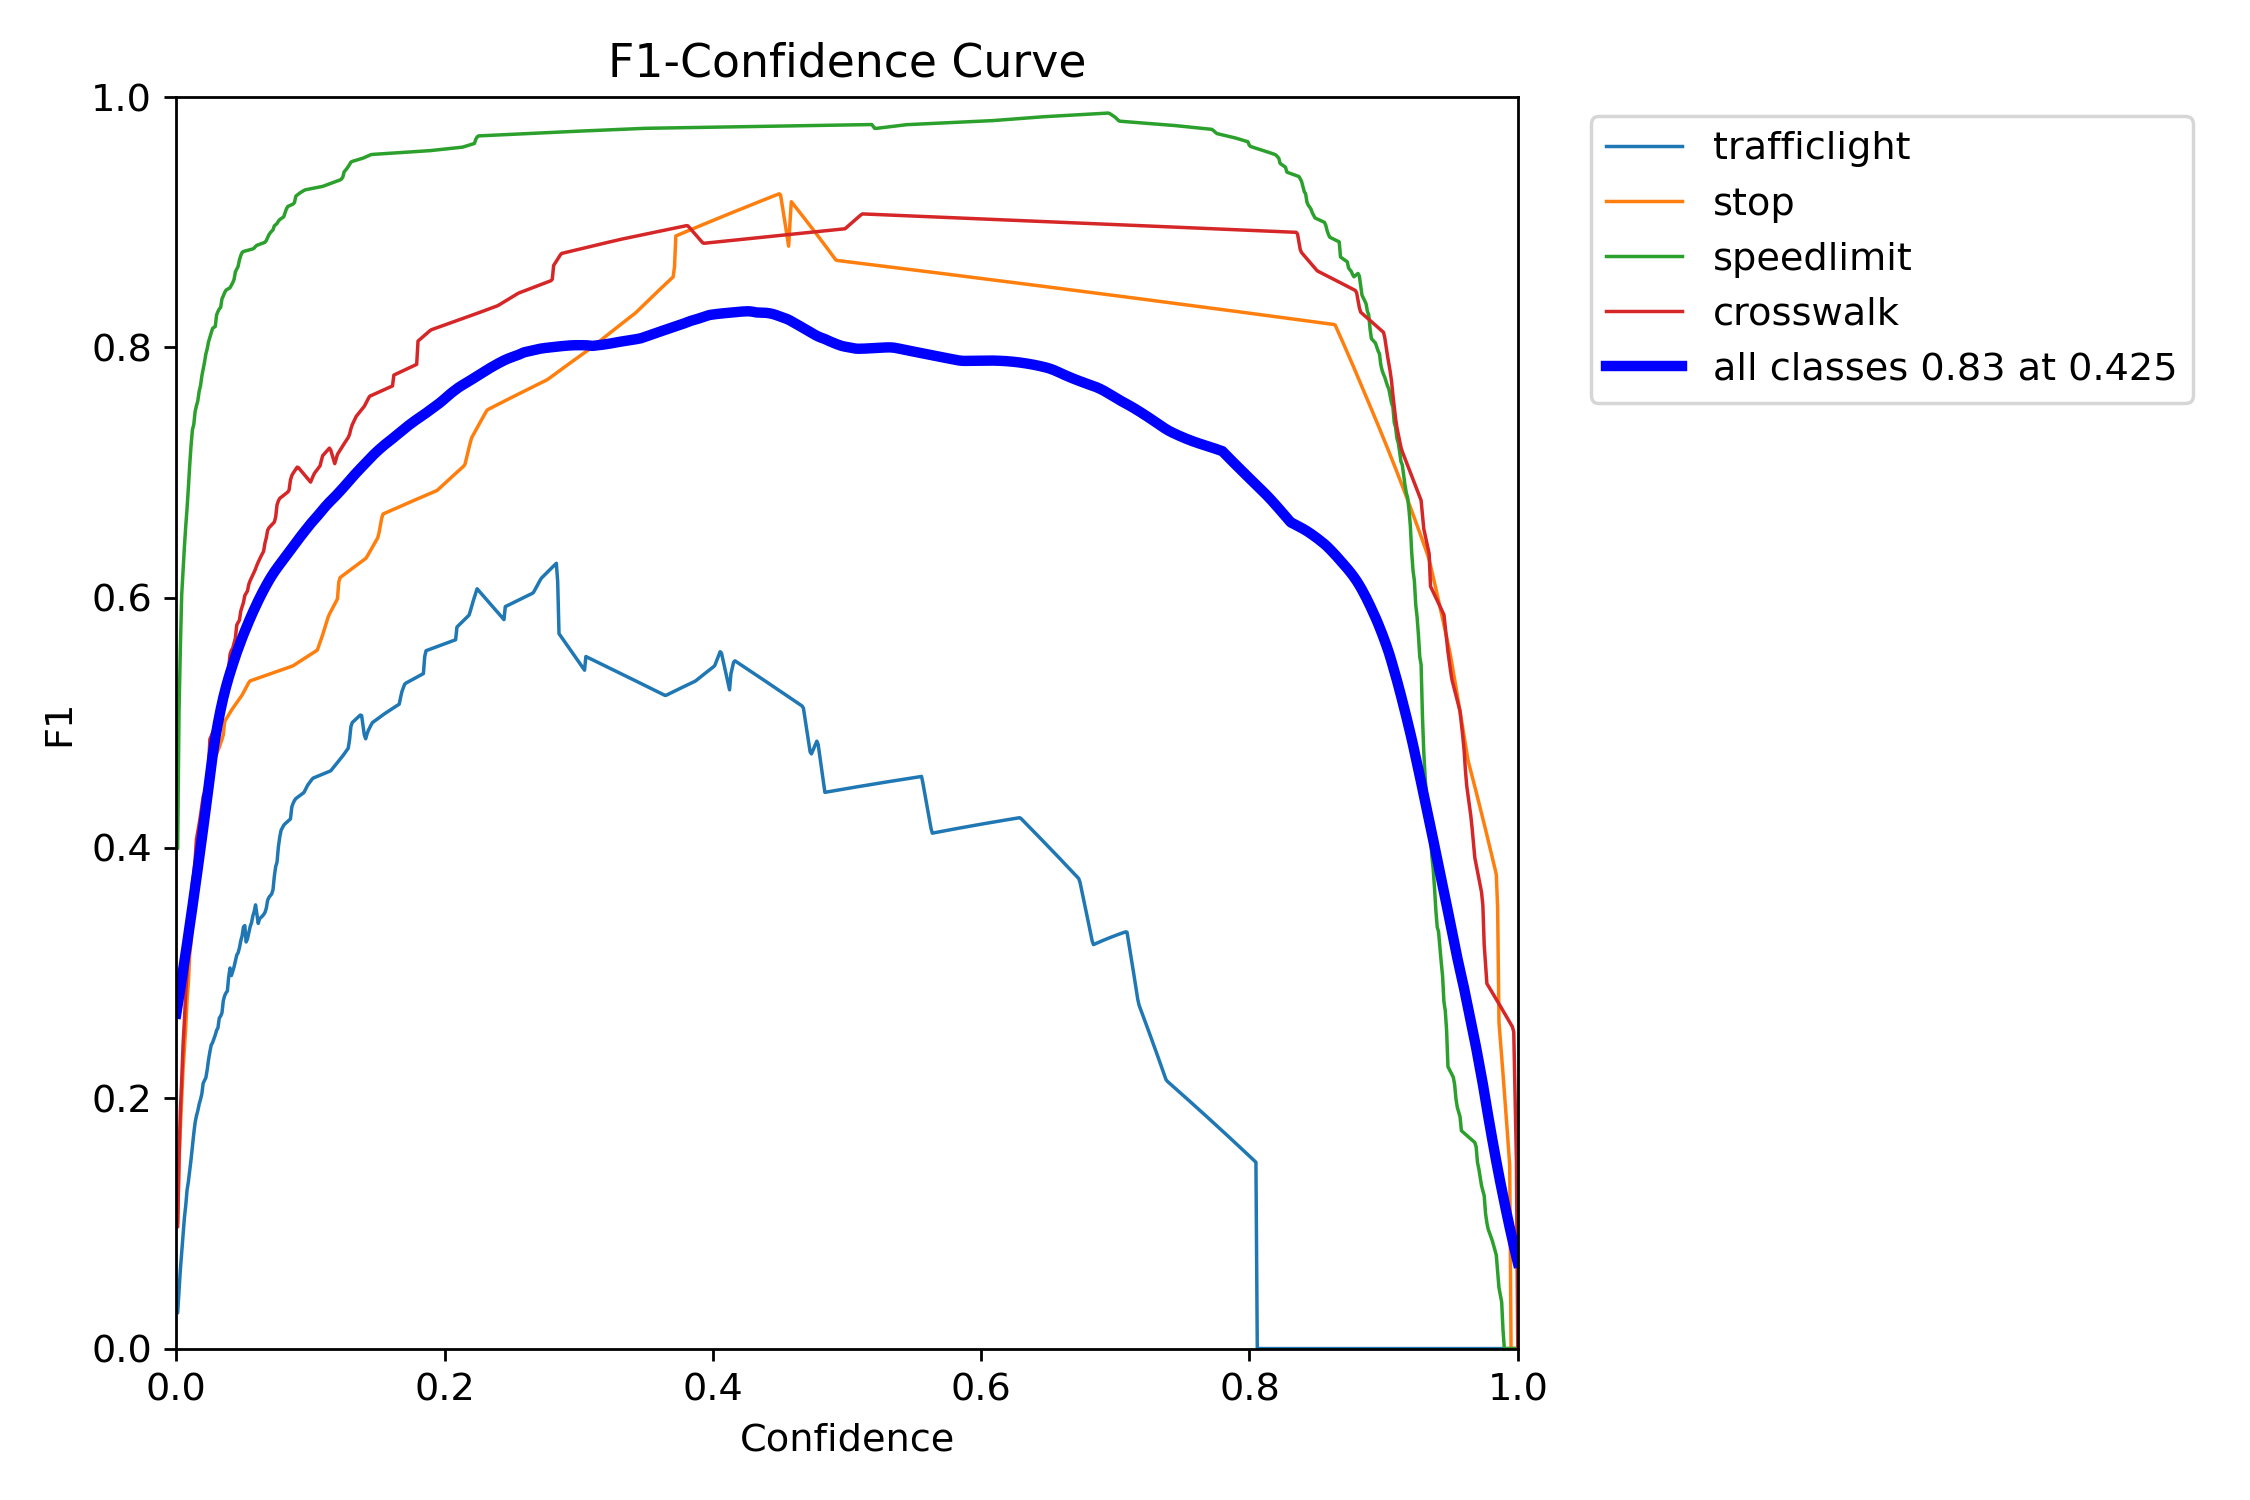 F1-Confidence Curve
1.0
0.8
0.6
0.4
0.2
0.0
F1
0.0 0.2 0.4 0.6 0.8 1.0
Confidence
trafficlight
stop
speedlimit
crosswalk
all classes 0.83 at 0.425